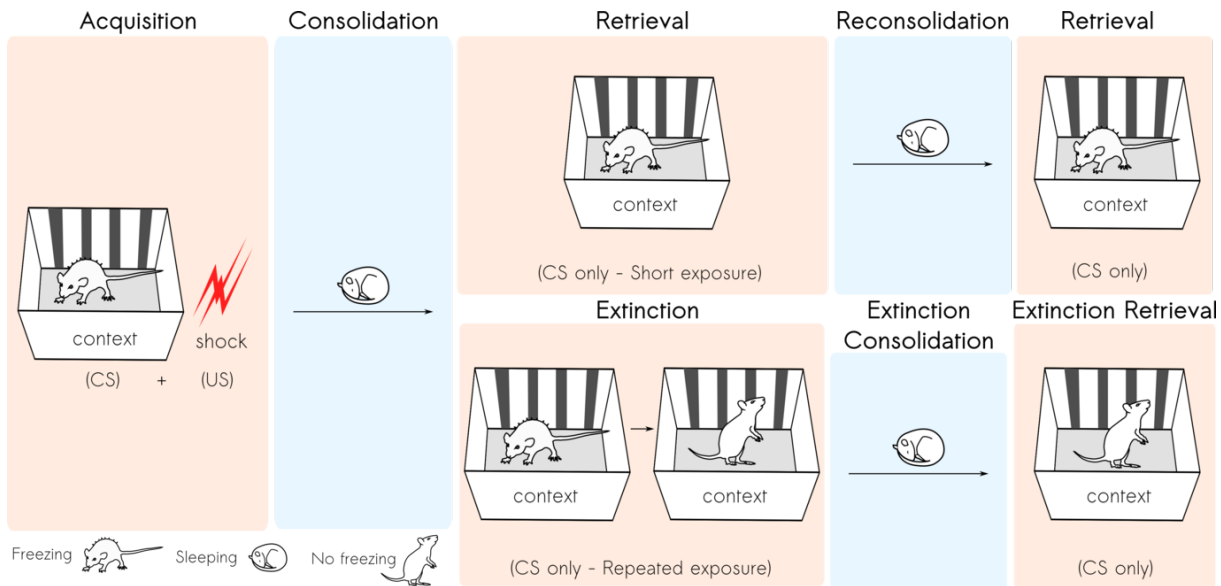 Acquisition
Consolidation
Retrieval
Reconsolidation
Retrieval
context
shock
(CS) + (US)
context
(CS only - Short exposure)
context
(CS only)
Extinction
Extinction
Consolidation
Extinction Retrieval
context
context
(CS only - Repeated exposure)
context
(CS only)
Freezing
Sleeping
No freezing